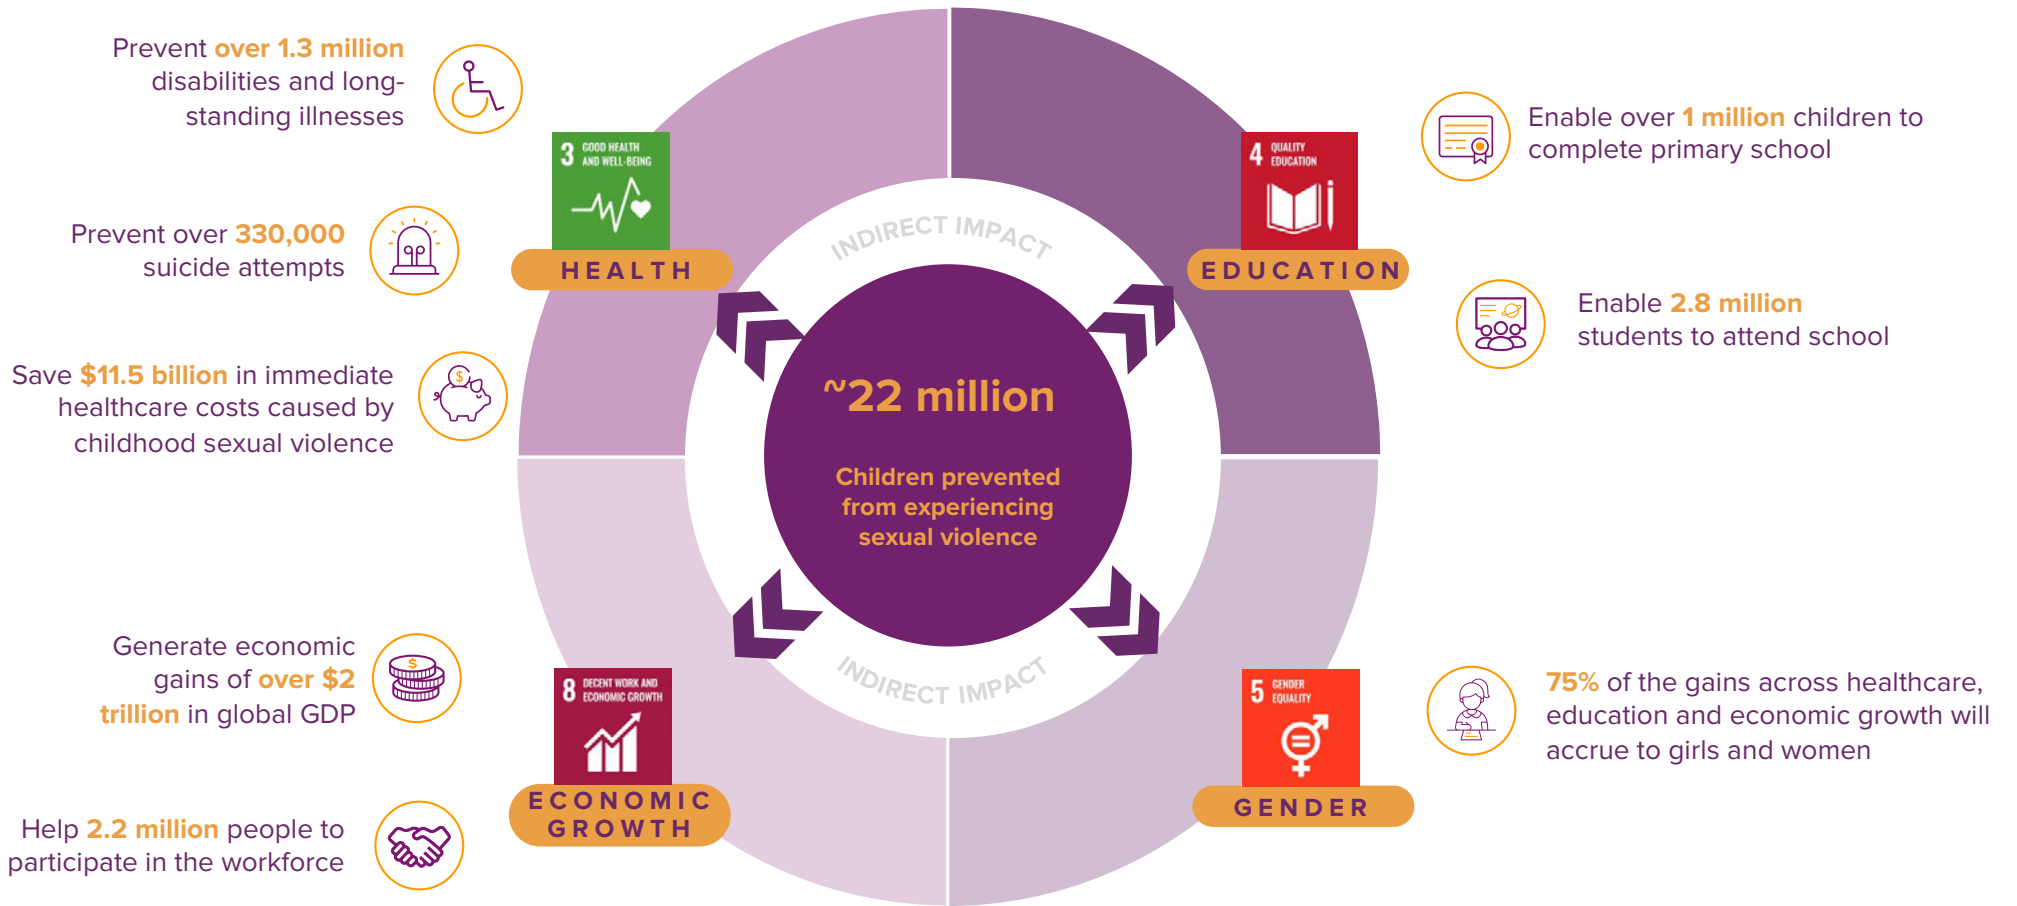 Prevent over 1.3 million
disabilities and long-
standing illnesses
Prevent over 330,000
suicide attempts
Save $11.5 billion in immediate
healthcare costs caused by
childhood sexual violence
3 GOOD HEALTH
AND WELL-BEING
HEALTH
4 QUALITY
EDUCATION
EDUCATION
Enable over 1 million children to
complete primary school
Enable 2.8 million
students to attend school
INDIRECT IMPACT
~22 million
Children prevented
from experiencing
sexual violence
INDIRECT IMPACT
Generate economic
gains of over $2
trillion in global GDP
Help 2.2 million people to
participate in the workforce
8 DECENT WORK AND
ECONOMIC GROWTH
ECONOMIC
GROWTH
5 GENDER
EQUALITY
GENDER
75% of the gains across healthcare,
education and economic growth will
accrue to girls and women
$
$